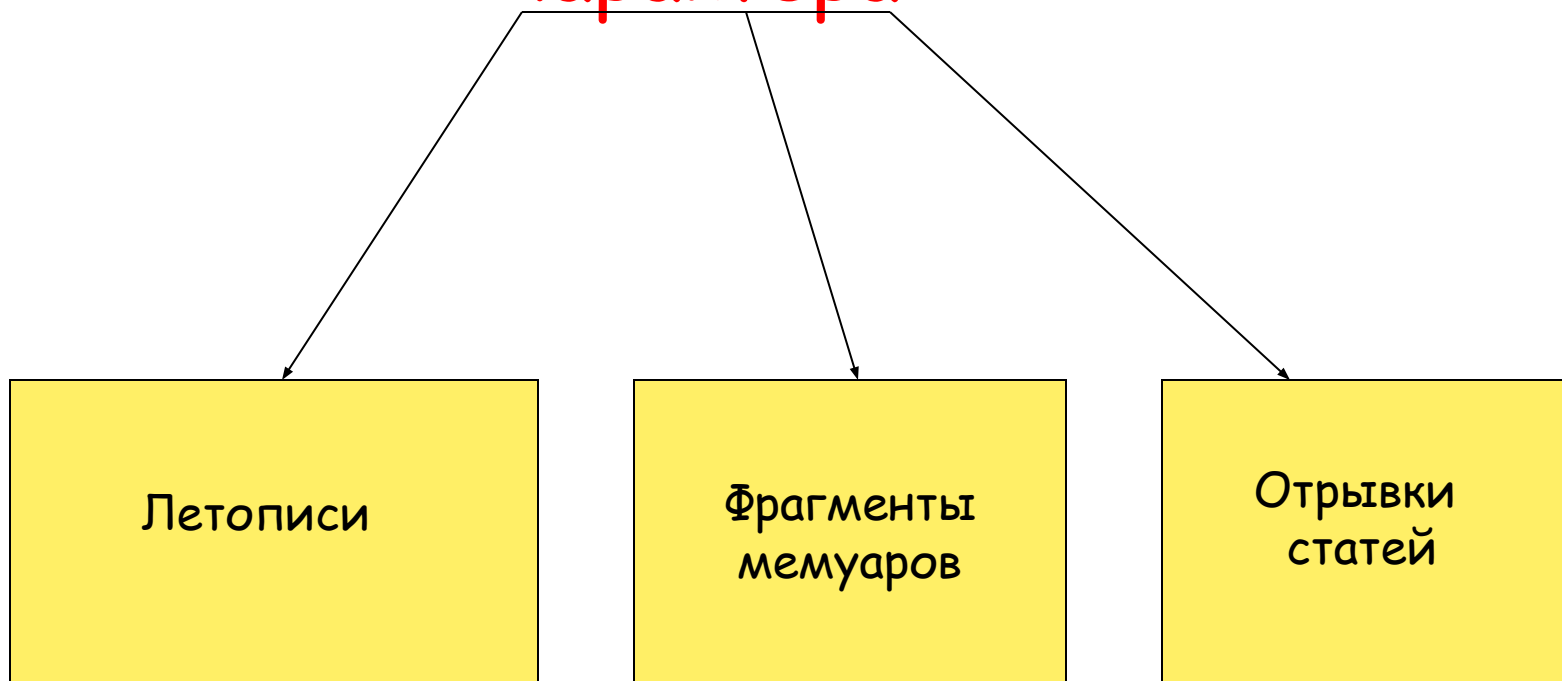 Летописи
Фрагменты
мемуаров
Отрывки
статей